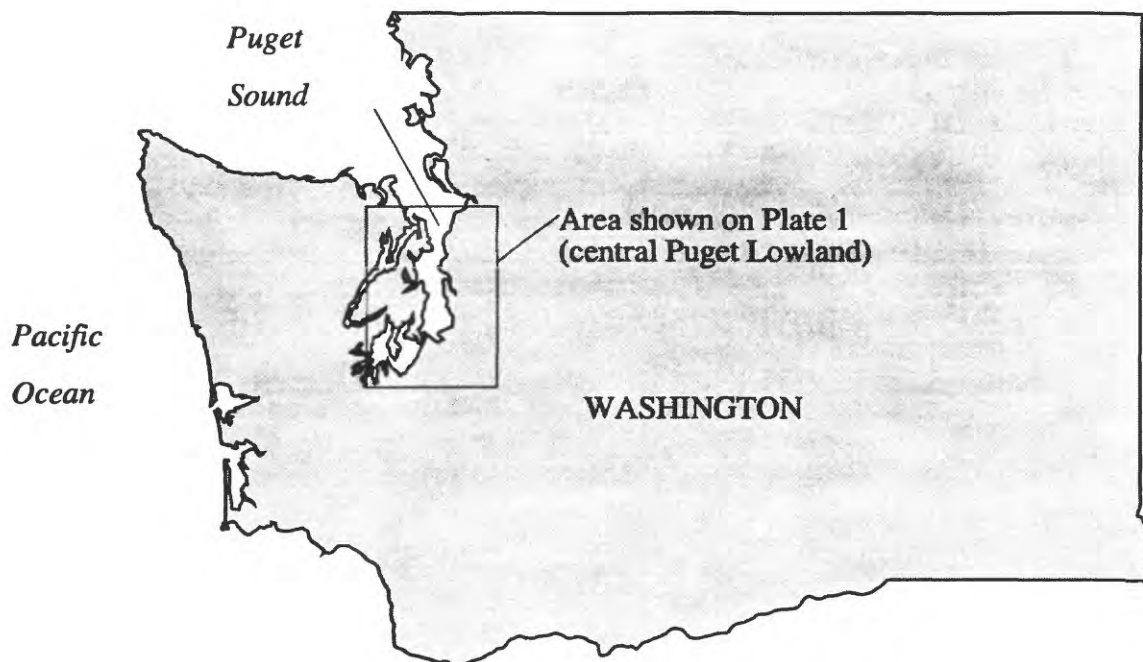 Puget
Sound
Area shown on Plate 1
(central Puget Lowland)
Pacific
Ocean
WASHINGTON